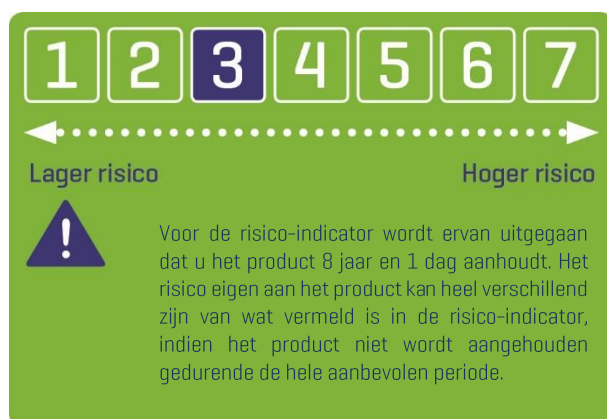 1 2 3 4 5 6 7
Lager risico Hoger risico
!
Voor de risico-indicator wordt ervan uitgegaan
dat u het product 8 jaar en 1 dag aanhoudt. Het
risico eigen aan het product kan heel verschillend
zijn van wat vermeld is in de risico-indicator,
indien het product niet wordt aangehouden
gedurende de hele aanbevolen periode.